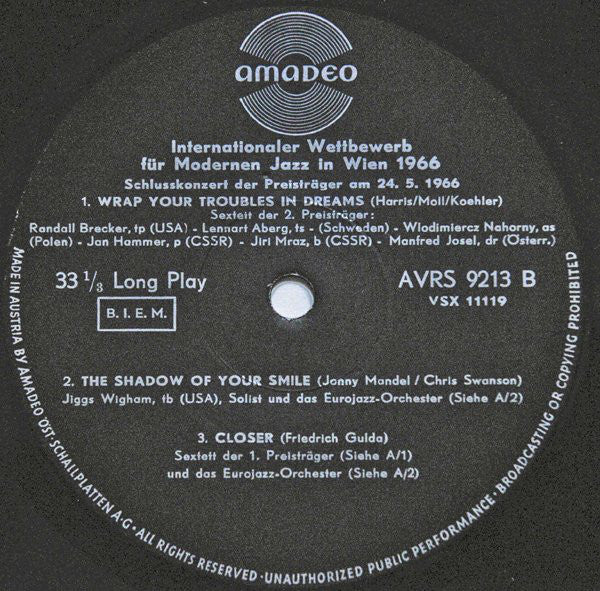 amadeo
Internationaler Wettbewerb
für Modernen Jazz in Wien 1966
Schlusskonzert der Preisträger am 24. 5. 1966
1. WRAP YOUR TROUBLES IN DREAMS (Harris/Moll/Koehler)
Sextett der 2. Preisträger:
Randall Brecker, tp (USA) - Lennart Aberg, ts - (Schweden) - Wlodimiercz Nahorny, as
(Polen) - Jan Hammer, p (CSSR) - Jiri Mraz, b (CSSR) - Manfred Josel, dr (Österr.)
33 1/3 Long Play
B. I. E. M.
AVRS 9213 B
VSX 11119
2. THE SHADOW OF YOUR SMILE (Jonny Mandel / Chris Swanson)
Jiggs Wigham, tb (USA), Solist und das Eurojazz-Orchester (Siehe A/2)
3. CLOSER (Friedrich Gulda)
Sextett der 1. Preisträger (Siehe A/1)
und das Eurojazz-Orchester (Siehe A/2)
MADE IN AUSTRIA BY AMADEO ÖST. SCHALLPLATTEN A·G · ALL RIGHTS RESERVED · UNAUTHORIZED PUBLIC PERFORMANCE · BROADCASTING OR COPYING PROHIBITED